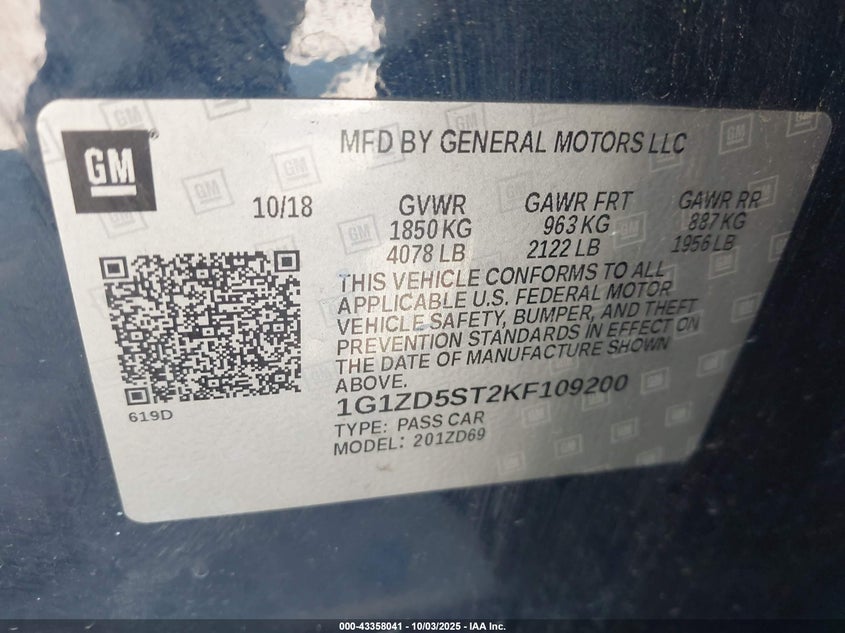 GM
MFD BY GENERAL MOTORS LLC
10/18
GVWR GAWR FRT GAWR RR
1850 KG 963 KG 887 KG
4078 LB 2122 LB 1956 LB
THIS VEHICLE CONFORMS TO ALL
APPLICABLE U.S. FEDERAL MOTOR
VEHICLE SAFETY, BUMPER, AND THEFT
PREVENTION STANDARDS IN EFFECT ON
THE DATE OF MANUFACTURE SHOWN
ABOVE.
619D
1G1ZD5ST2KF109200
TYPE: PASS CAR
MODEL: 201ZD69
000-43358041 - 10/03/2025 - IAA Inc.